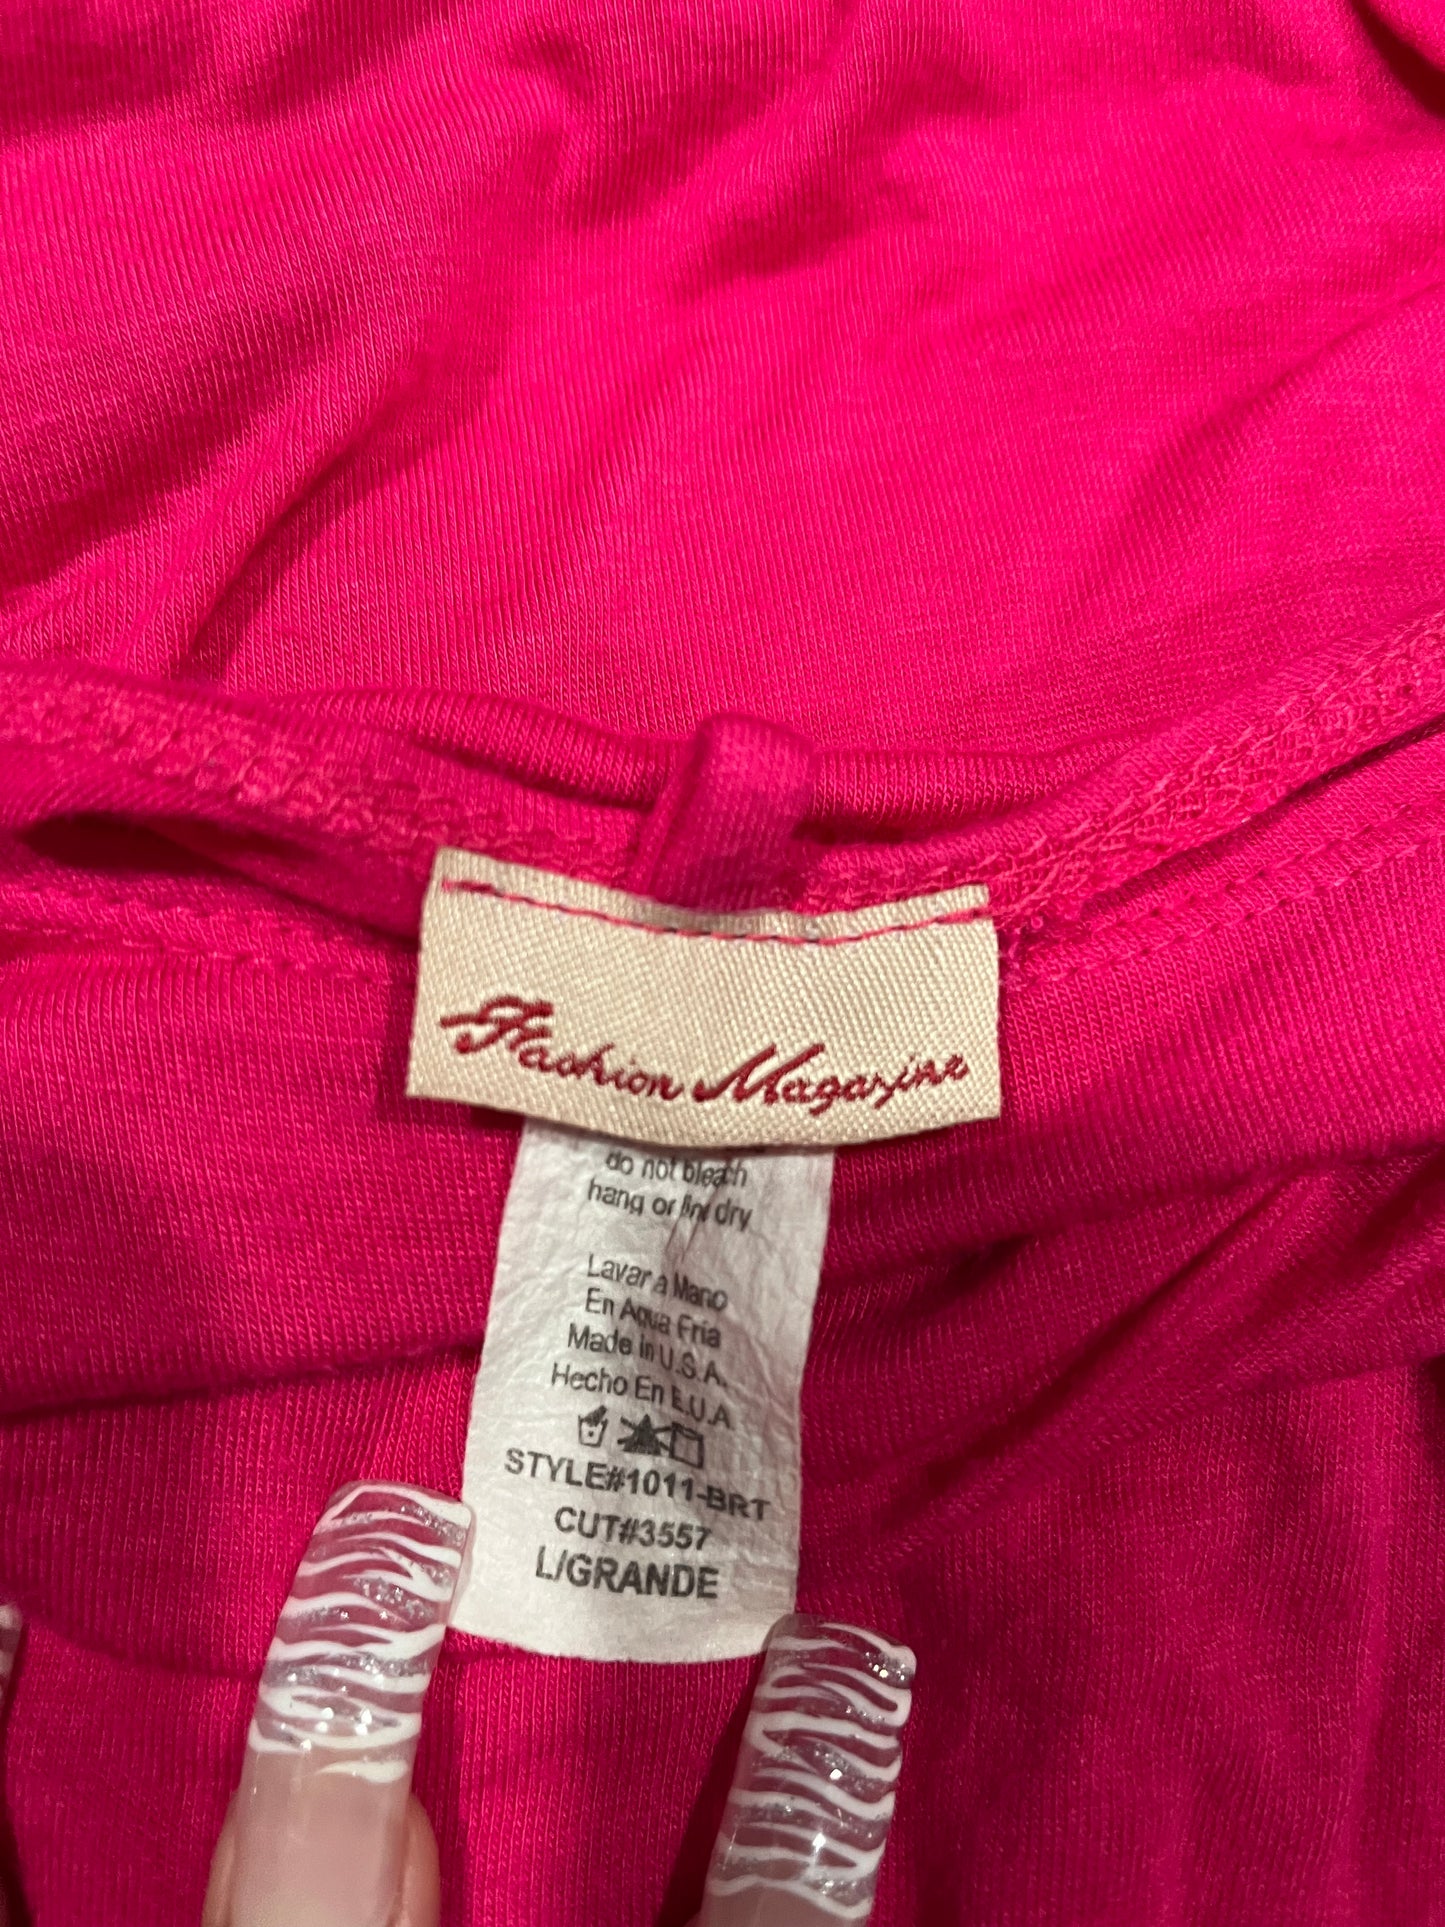 Fashion Magazine
do not bleach
hang or line dry
Lavar a Mano
En Aqua Fria
Made in U.S.A.
Hecho En E.U.A.
STYLE#1011-BRT
CUT#3557
L/GRANDE